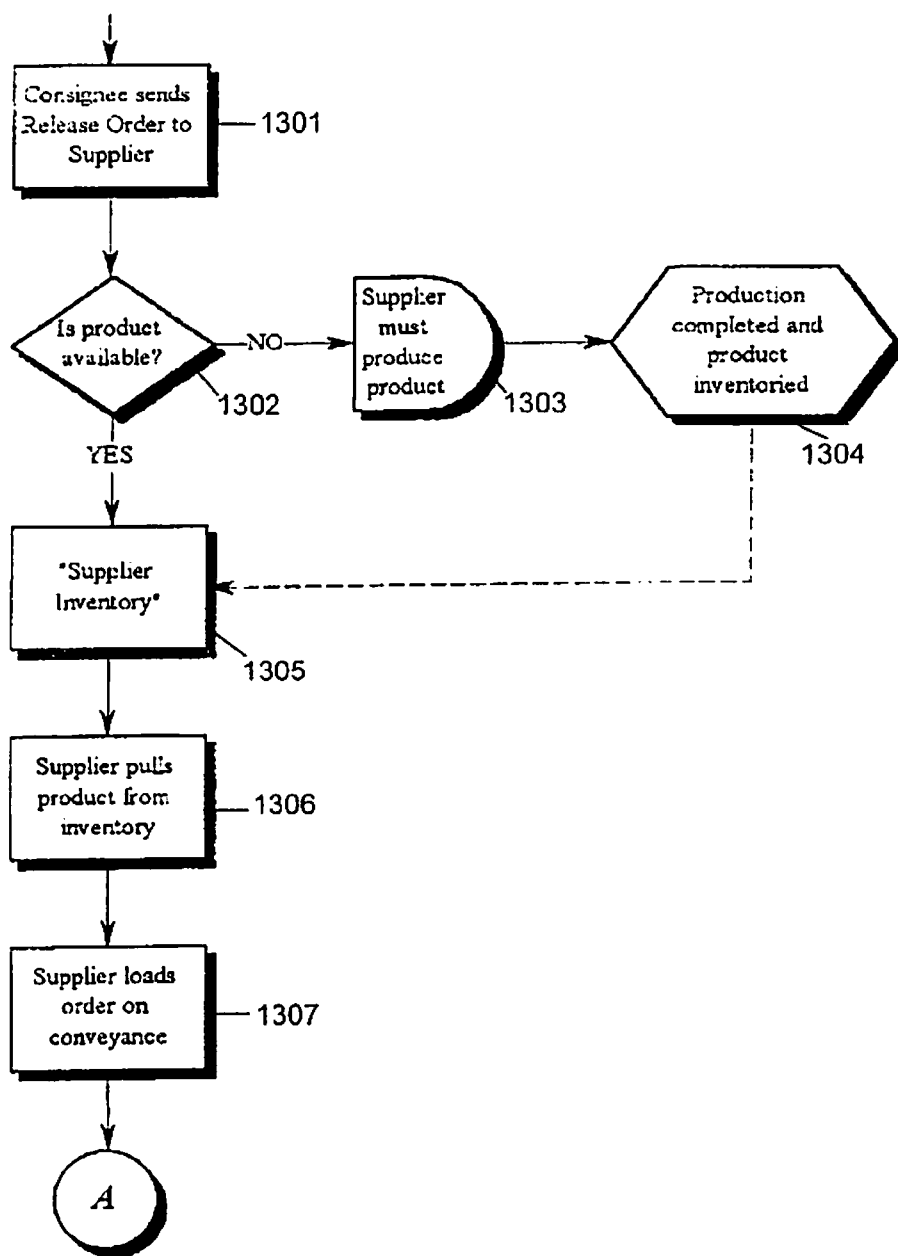 Consignee sends
Release Order to
Supplier
1301
Is product
available?
1302
NO
Supplier
must
produce
product
1303
Production
completed and
product
inventoried
1304
YES
"Supplier
Inventory"
1305
Supplier pulls
product from
inventory
1306
Supplier loads
order on
conveyance
1307
A